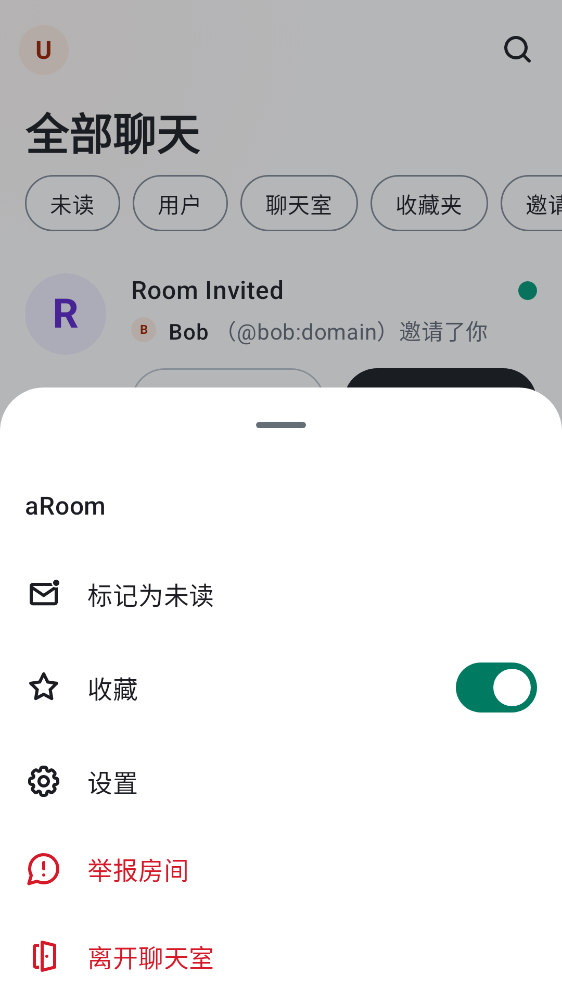 U
全部聊天
未读 用户 聊天室 收藏夹 邀请
R
Room Invited
B Bob （@bob:domain）邀请了你
aRoom
标记为未读
收藏
设置
举报房间
离开聊天室